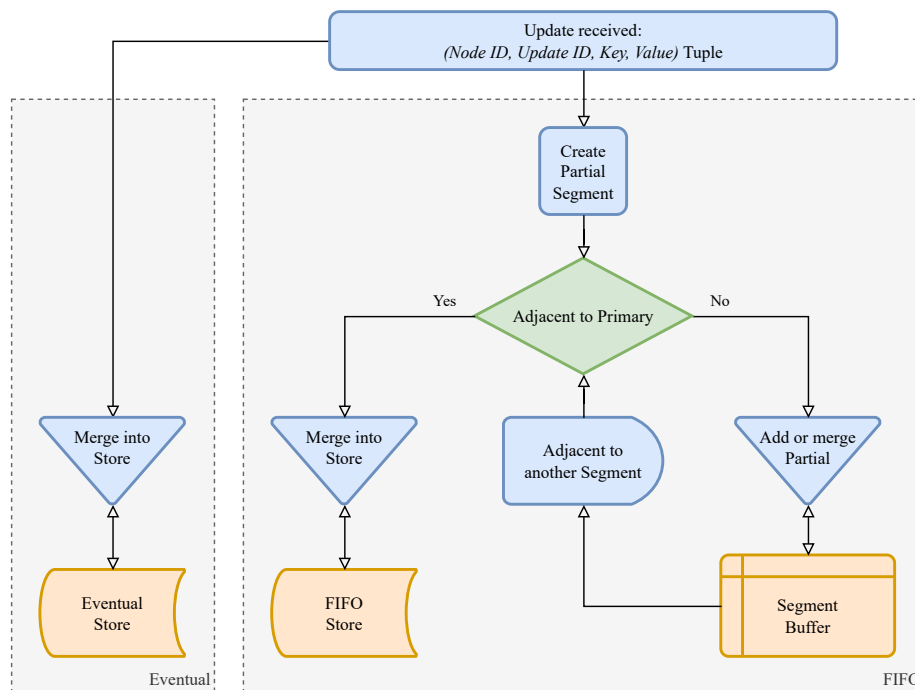 Update received:
(Node ID, Update ID, Key, Value) Tuple
Create
Partial
Segment
Yes
No
Adjacent to Primary
Merge into
Store
Merge into
Store
Adjacent to
another Segment
Add or merge
Partial
Eventual
Store
FIFO
Store
Segment
Buffer
Eventual
FIFO